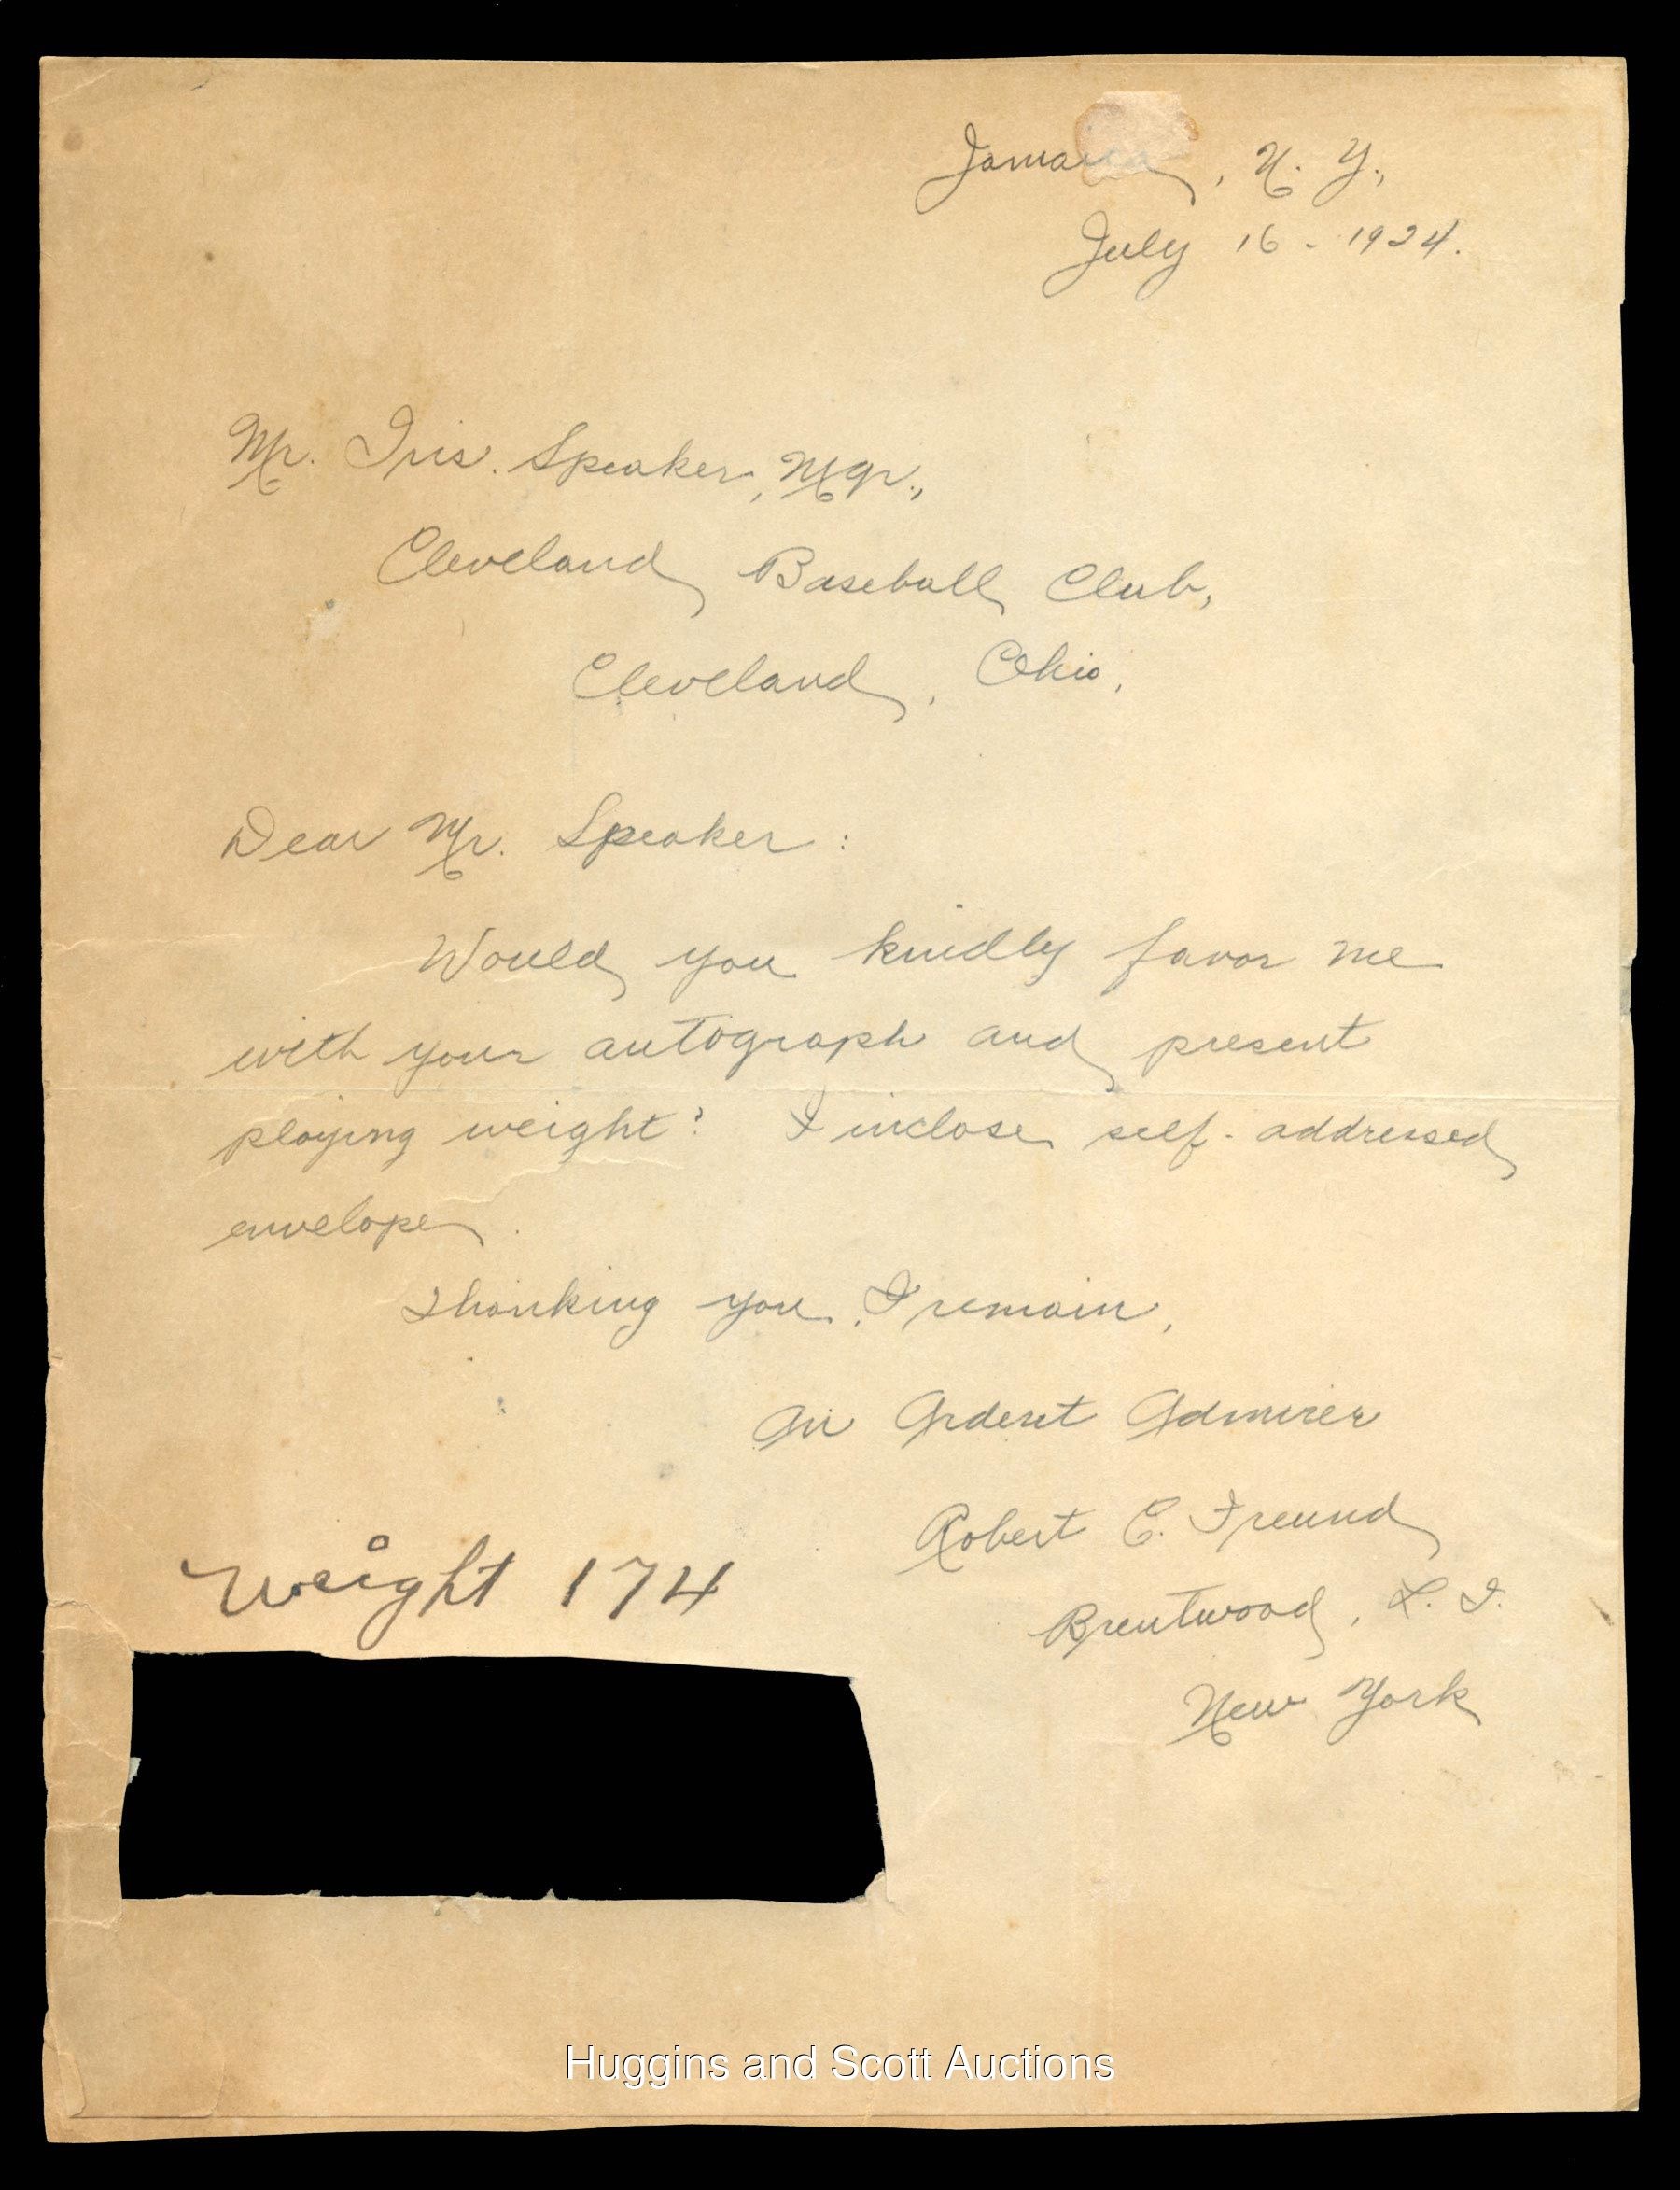 Jamaica, N. Y.,
July 16 - 1924.
Mr. Tris. Speaker, Mgr.,
Cleveland Baseball Club,
Cleveland, Ohio,
Dear Mr. Speaker:
Would you kindly favor me
with your autograph and present
playing weight? I inclose self-addressed
envelope.
Thanking you, I remain,
An Ardent Admirer
Robert C. Freund
Brentwood, L. I.
New York
Weight 174
Huggins and Scott Auctions